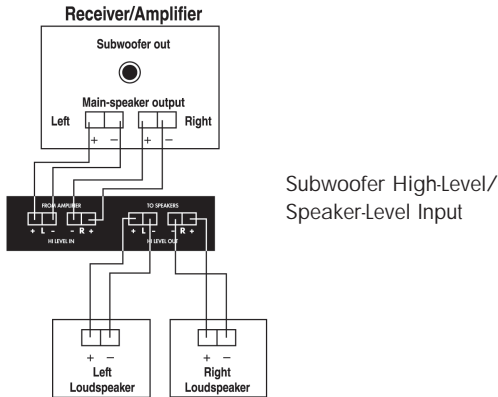 Receiver/Amplifier
Subwoofer out
Main-speaker output
Left
Right
+ − + −
FROM AMPLIFIER
TO SPEAKERS
+ L - - R +
+ L - - R +
HI LEVEL IN
HI LEVEL OUT
Subwoofer High-Level/
Speaker-Level Input
+ −
Left
Loudspeaker
+ −
Right
Loudspeaker